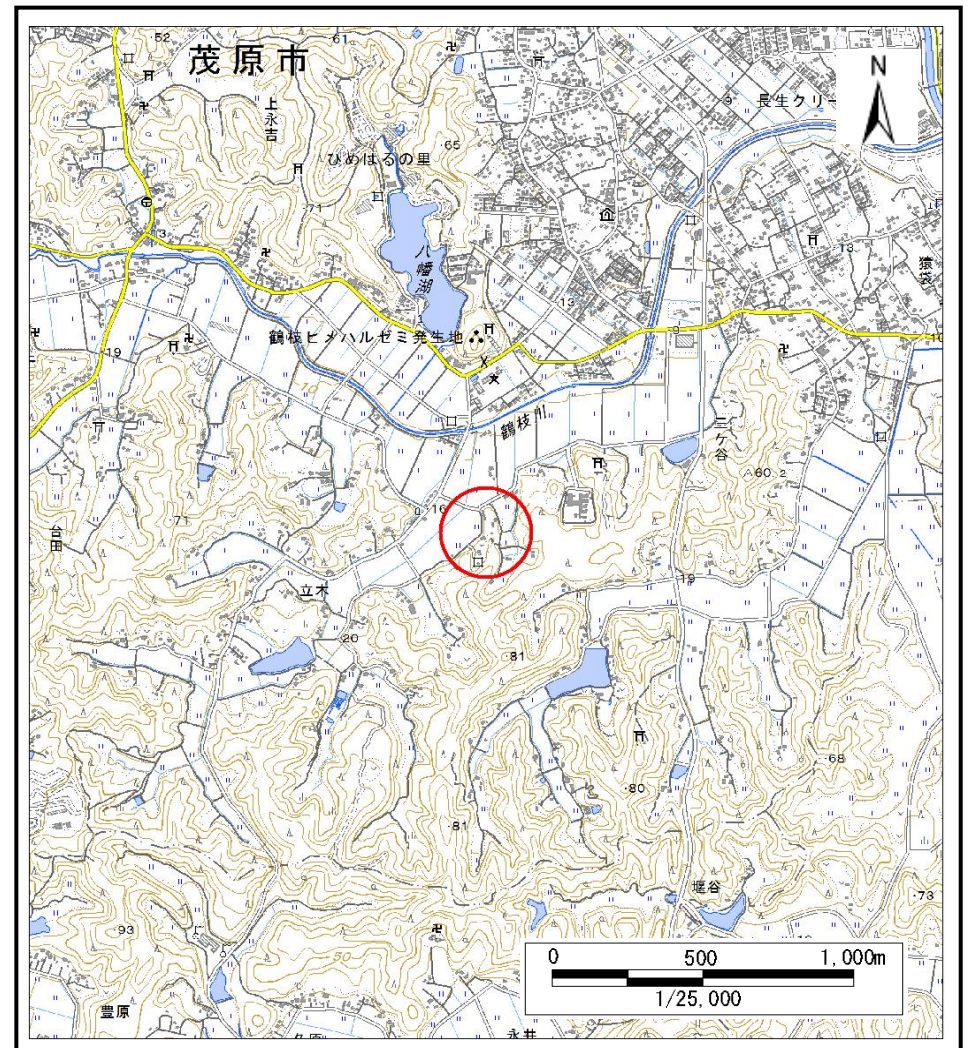 茂原市
N
52
61
上永吉
長生クリー
9
ひめはるの里
65
71
13
八幡湖
13
13
猿袋
鶴枝ヒメハルゼミ発生地
9
10
19
鶴枝川
三ケ谷
60.2
台田
71
16
立木
19
20
81
68
80
81
堰谷
73
93
50
豊原
永井
0 500 1,000m
1/25,000